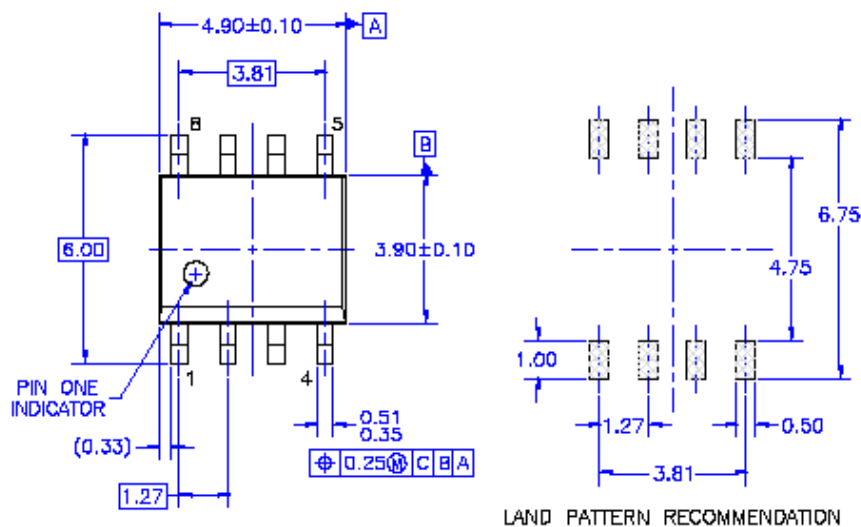 4.90±0.10 A
3.81
8 5
B
6.00
3.90±0.10
PIN ONE
INDICATOR
1 4
(0.33)
0.51
0.35
⌖ 0.25Ⓜ C B A
1.27
6.75
4.75
1.00
1.27 0.50
3.81
LAND PATTERN RECOMMENDATION